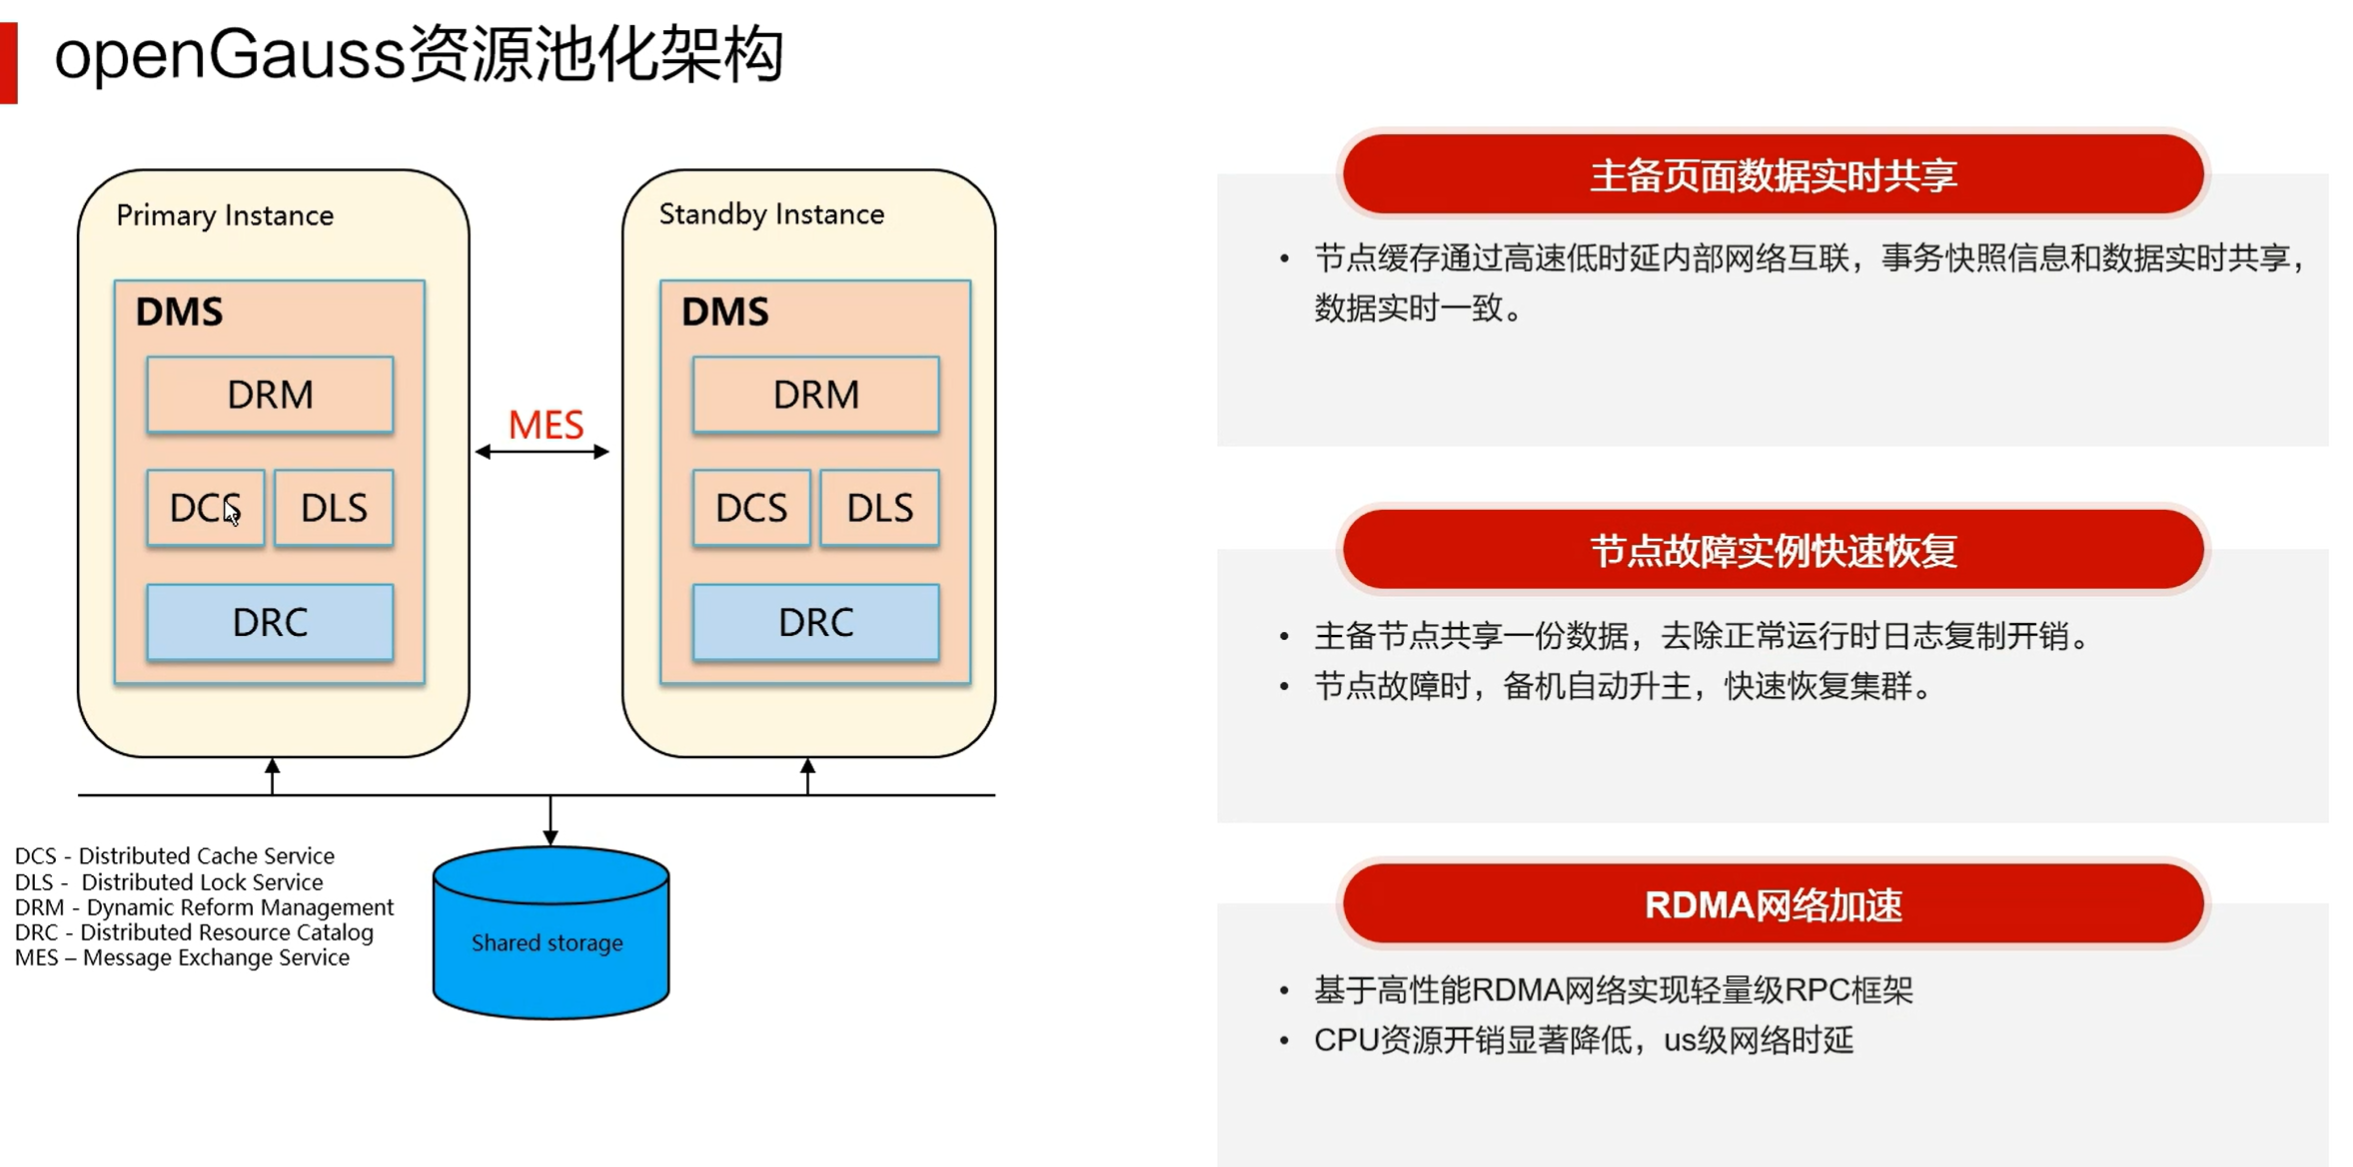 openGauss资源池化架构
Primary Instance
DMS
DRM
DCS
DLS
DRC
MES
Standby Instance
DMS
DRM
DCS
DLS
DRC
DCS - Distributed Cache Service
DLS -  Distributed Lock Service
DRM - Dynamic Reform Management
DRC - Distributed Resource Catalog
MES – Message Exchange Service
Shared storage
主备页面数据实时共享
• 节点缓存通过高速低时延内部网络互联，事务快照信息和数据实时共享，
数据实时一致。
节点故障实例快速恢复
• 主备节点共享一份数据，去除正常运行时日志复制开销。
• 节点故障时，备机自动升主，快速恢复集群。
RDMA网络加速
• 基于高性能RDMA网络实现轻量级RPC框架
• CPU资源开销显著降低，us级网络时延